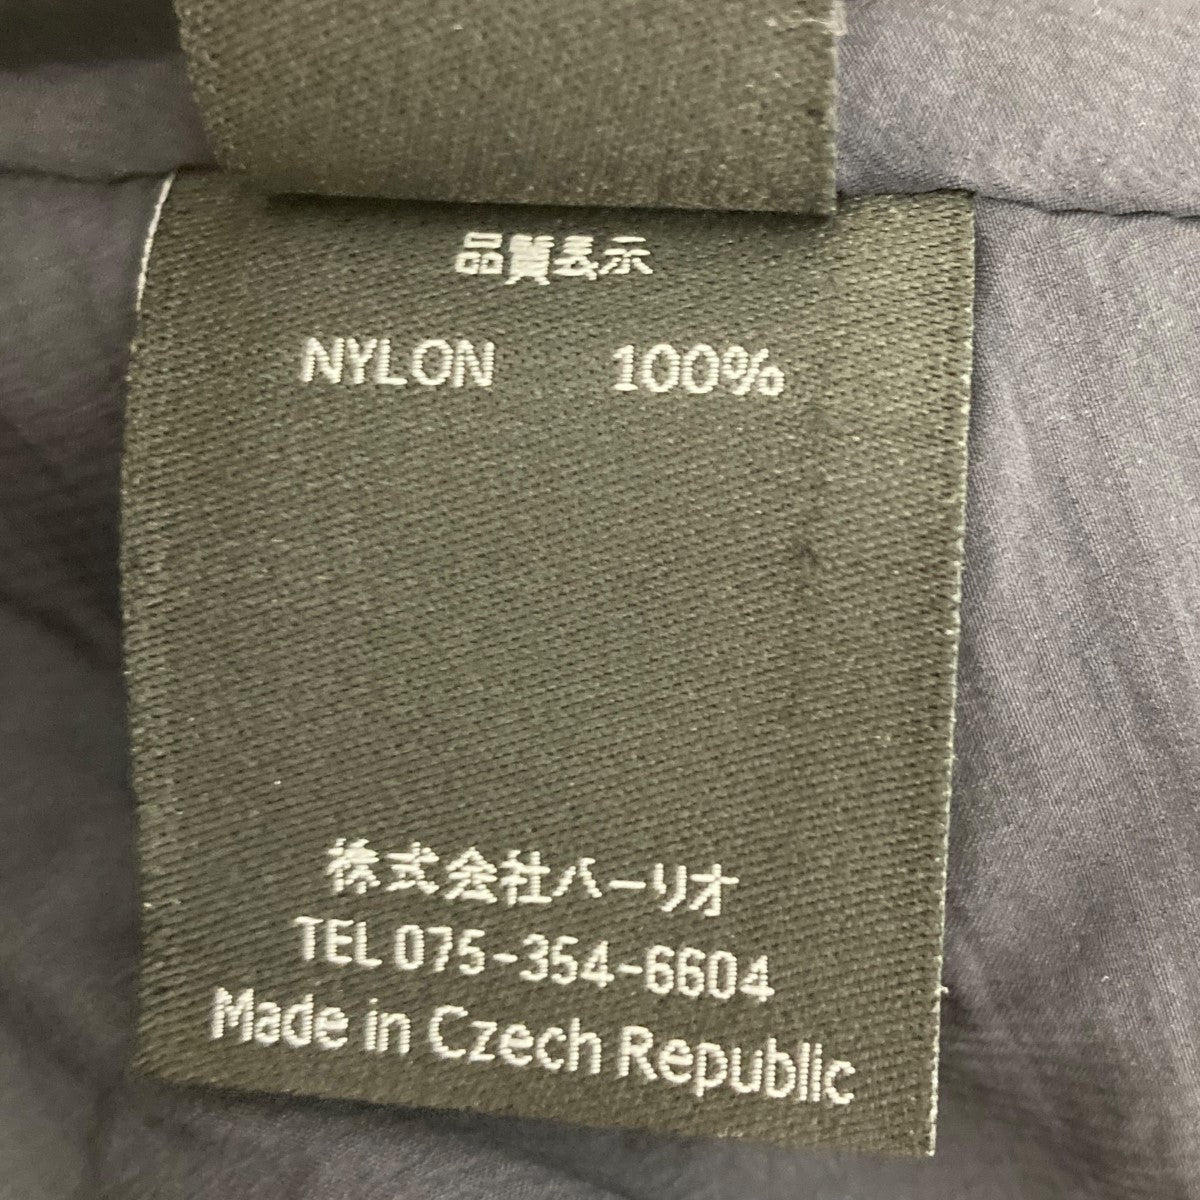 品質表示
NYLON 100%
株式会社ハーリオ
TEL 075-354-6604
Made in Czech Republic